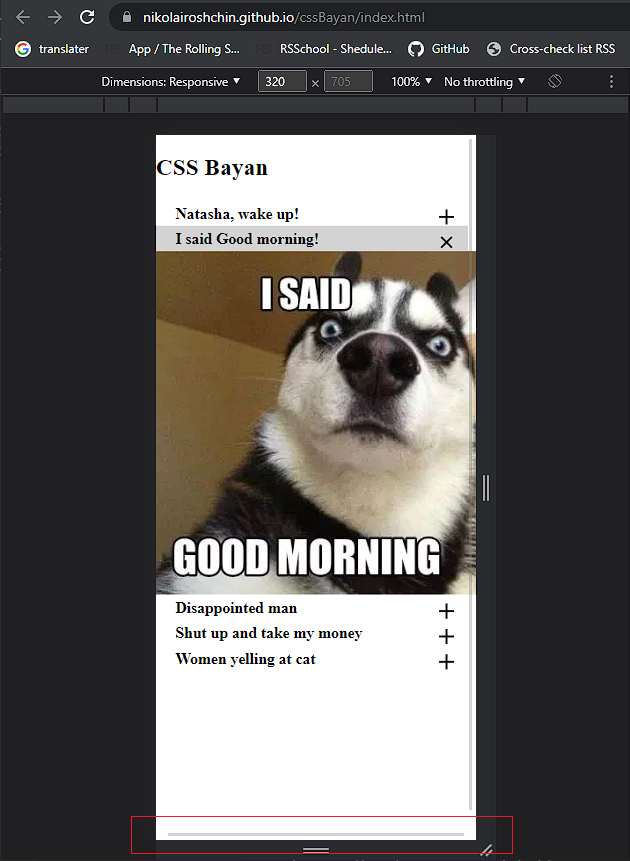 nikolairoshchin.github.io/cssBayan/index.html
translater
App / The Rolling S...
RSSchool - Shedule...
GitHub
Cross-check list RSS
Dimensions: Responsive
320
×
705
100%
No throttling
CSS Bayan
Natasha, wake up!
I said Good morning!
I SAID
GOOD MORNING
Disappointed man
Shut up and take my money
Women yelling at cat